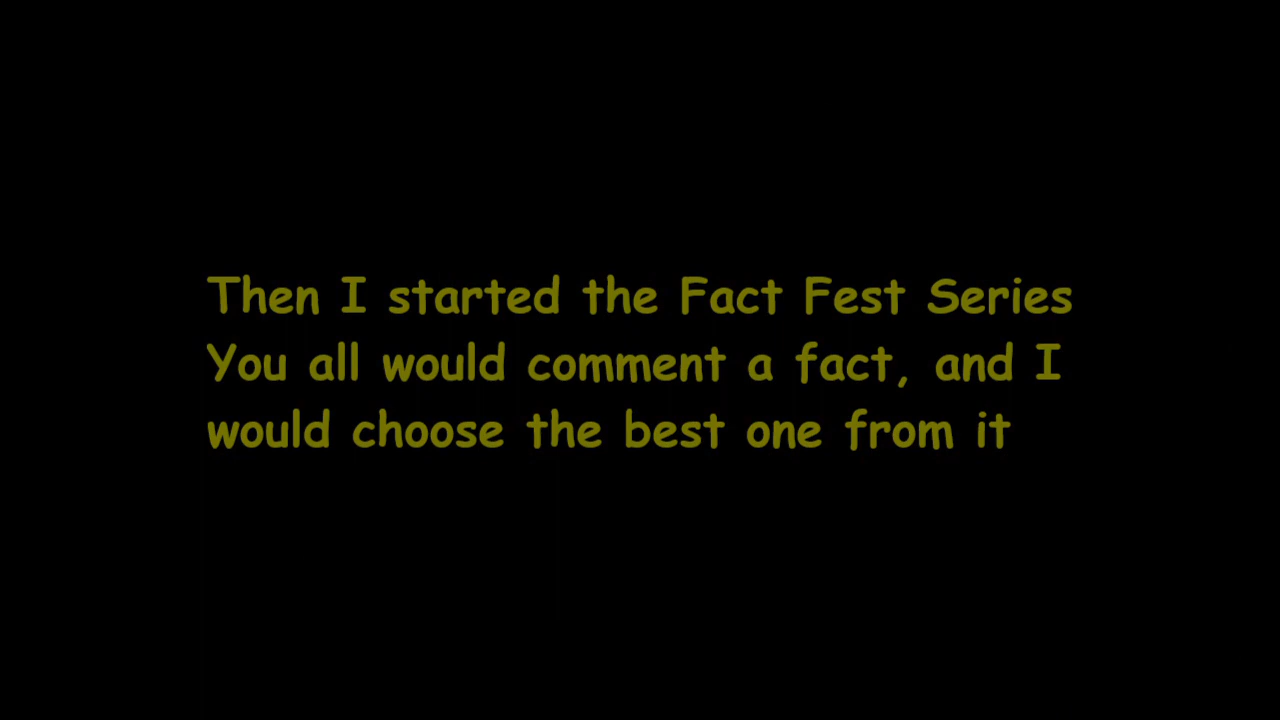 Then I started the Fact Fest Series
You all would comment a fact, and I
would choose the best one from it